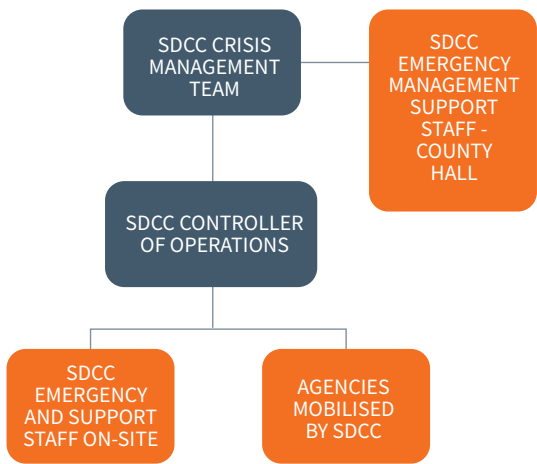 SDCC CRISIS
MANAGEMENT
TEAM
SDCC
EMERGENCY
MANAGEMENT
SUPPORT
STAFF -
COUNTY
HALL
SDCC CONTROLLER
OF OPERATIONS
SDCC
EMERGENCY
AND SUPPORT
STAFF ON-SITE
AGENCIES
MOBILISED
BY SDCC